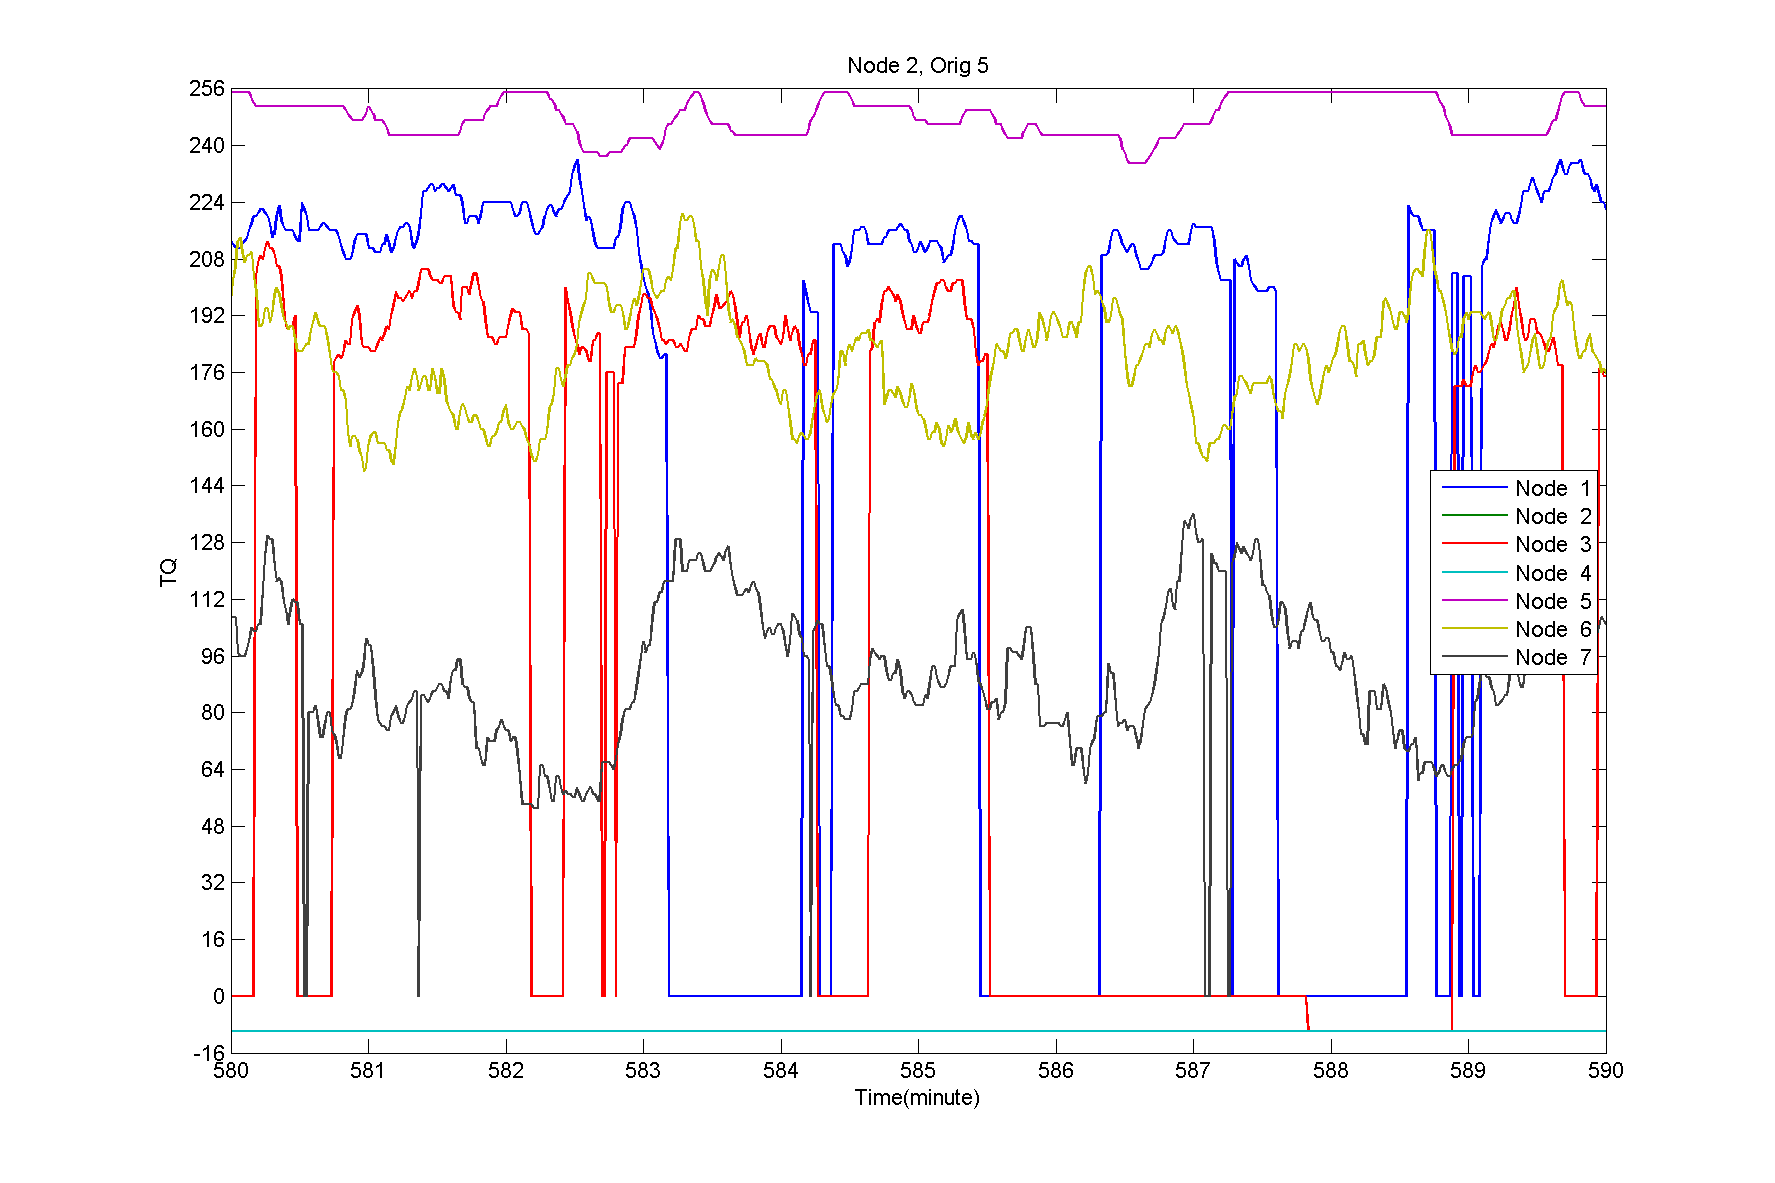 Node 2, Orig 5
256
240
224
208
192
176
160
144
128
112
96
80
64
48
32
16
0
-16
TQ
Node 1
Node 2
Node 3
Node 4
Node 5
Node 6
Node 7
580 581 582 583 584 585 586 587 588 589 590
Time(minute)